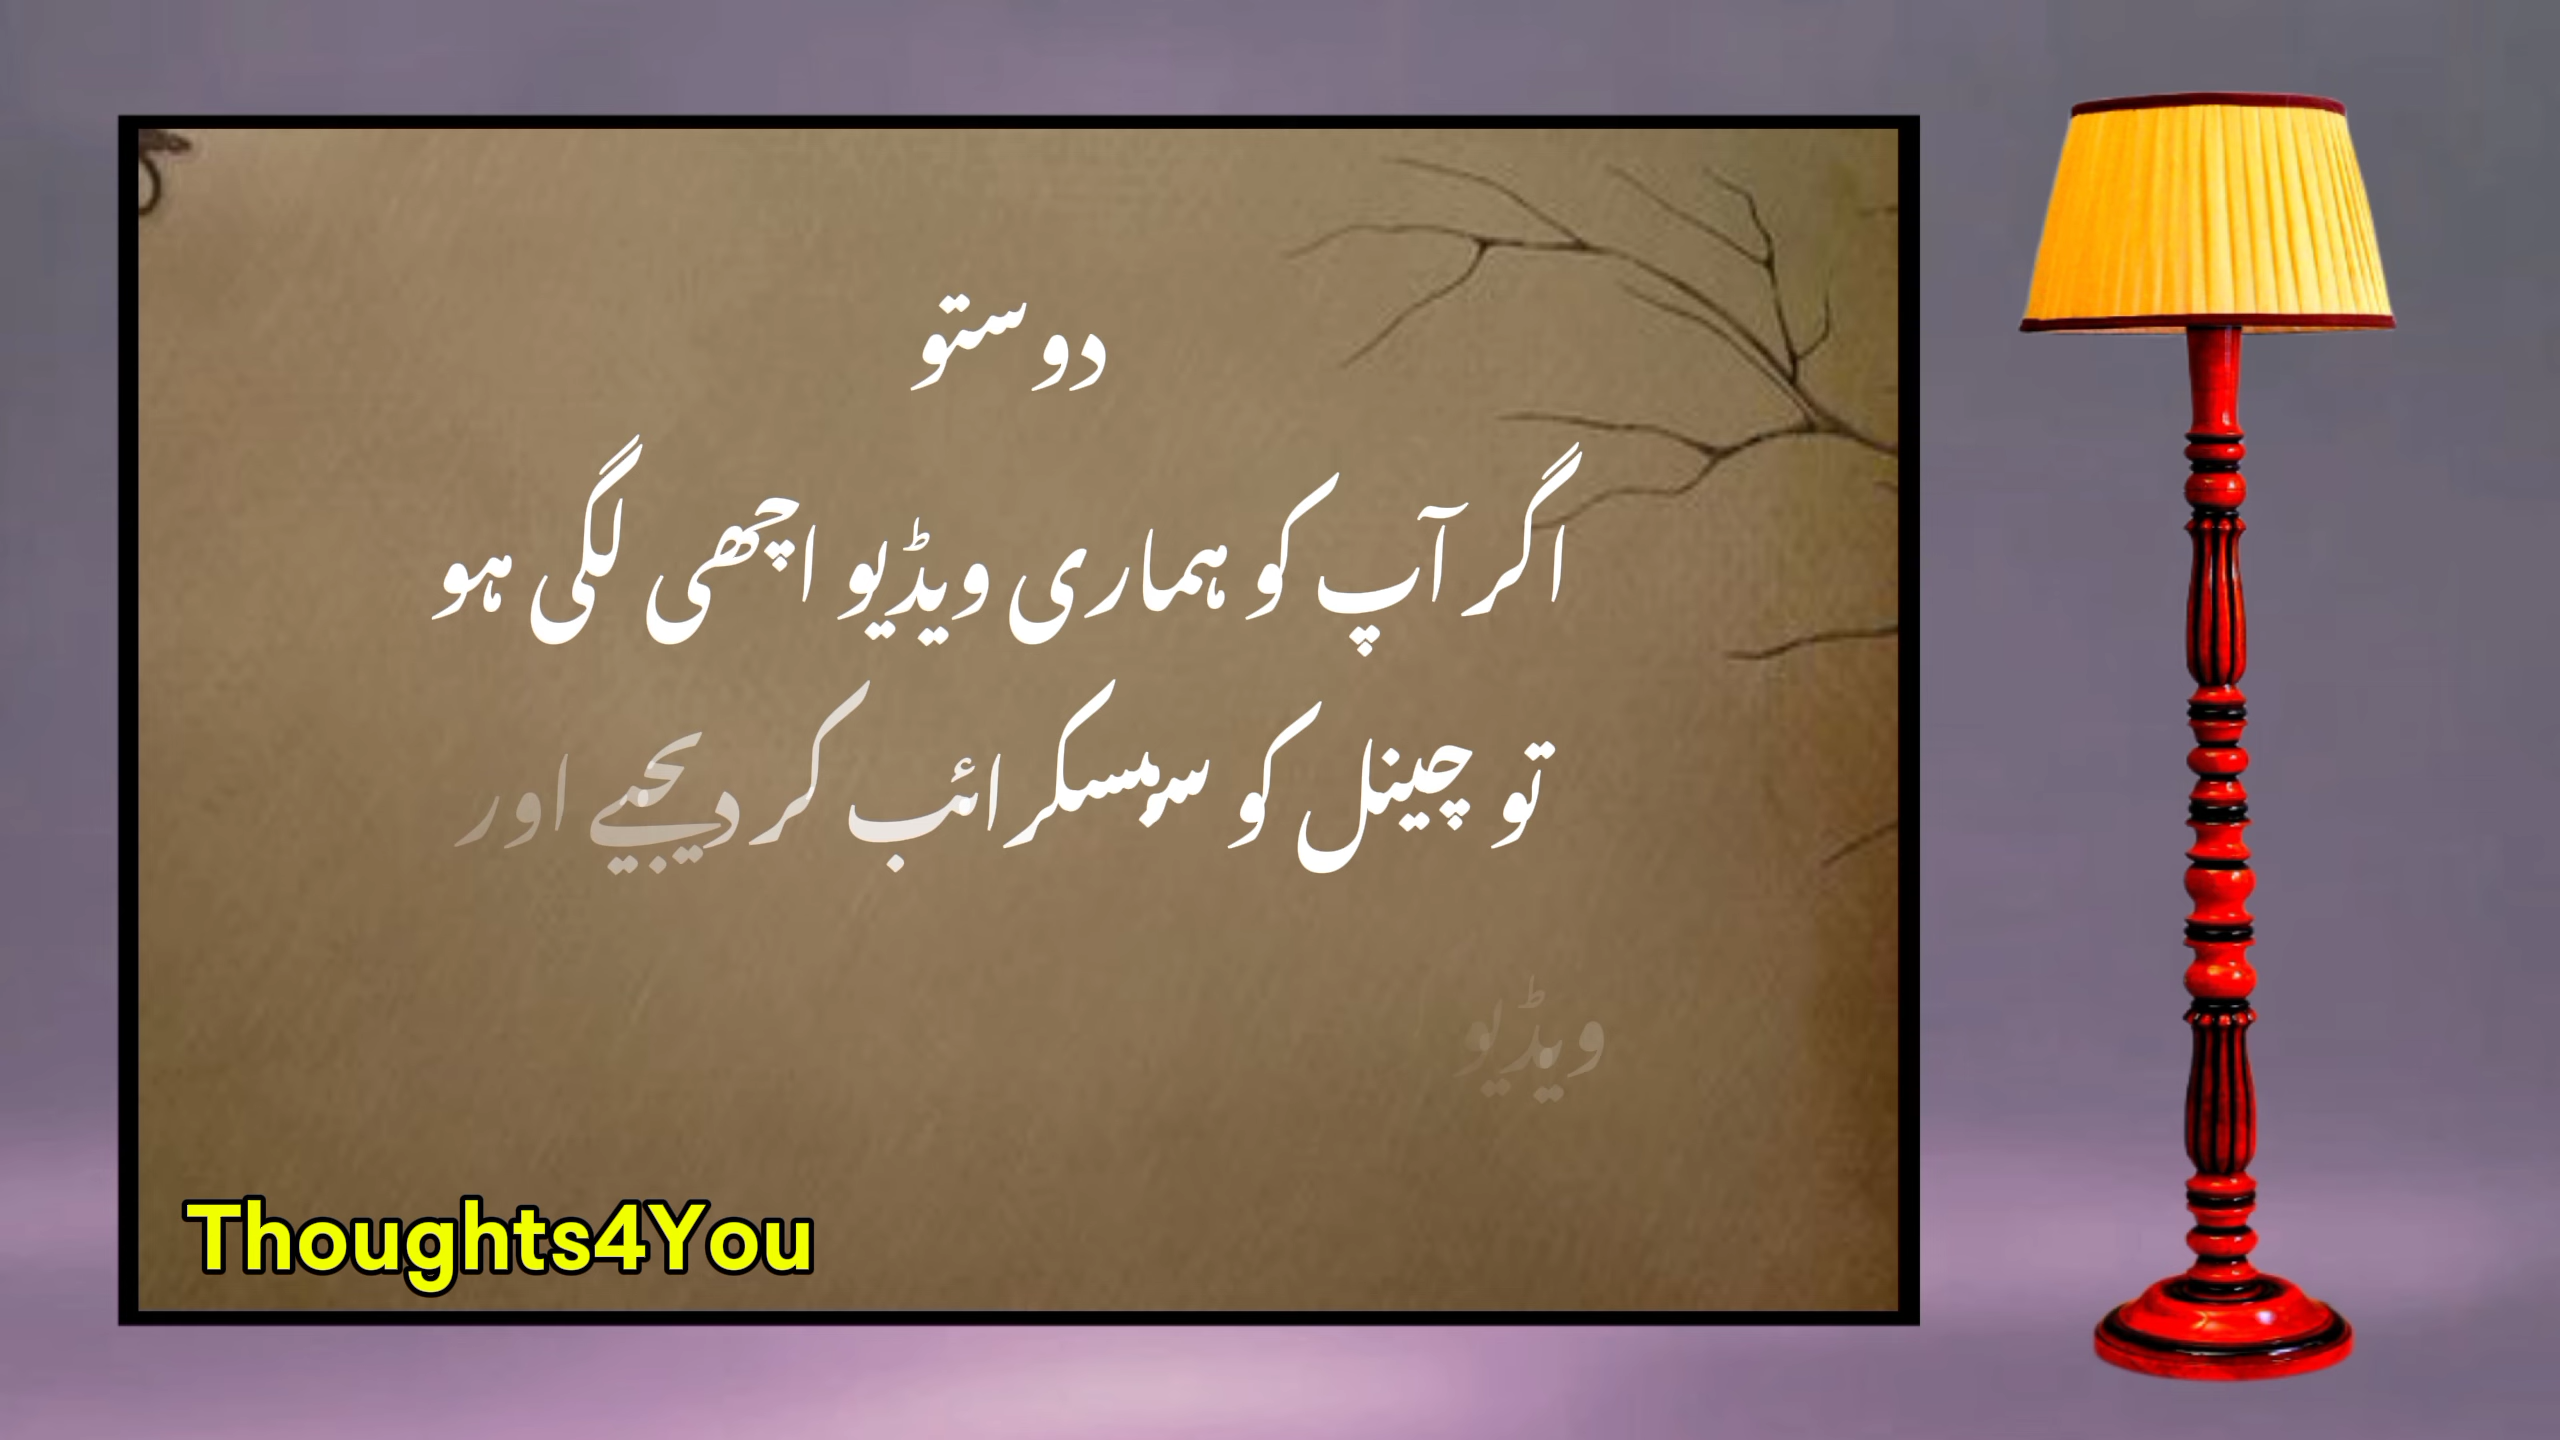 دوستو
اگر آپ کو ہماری ویڈیو اچھی لگی ہو
تو چینل کو سبسکرائب کر دیجیے اور
ویڈیو
Thoughts4You